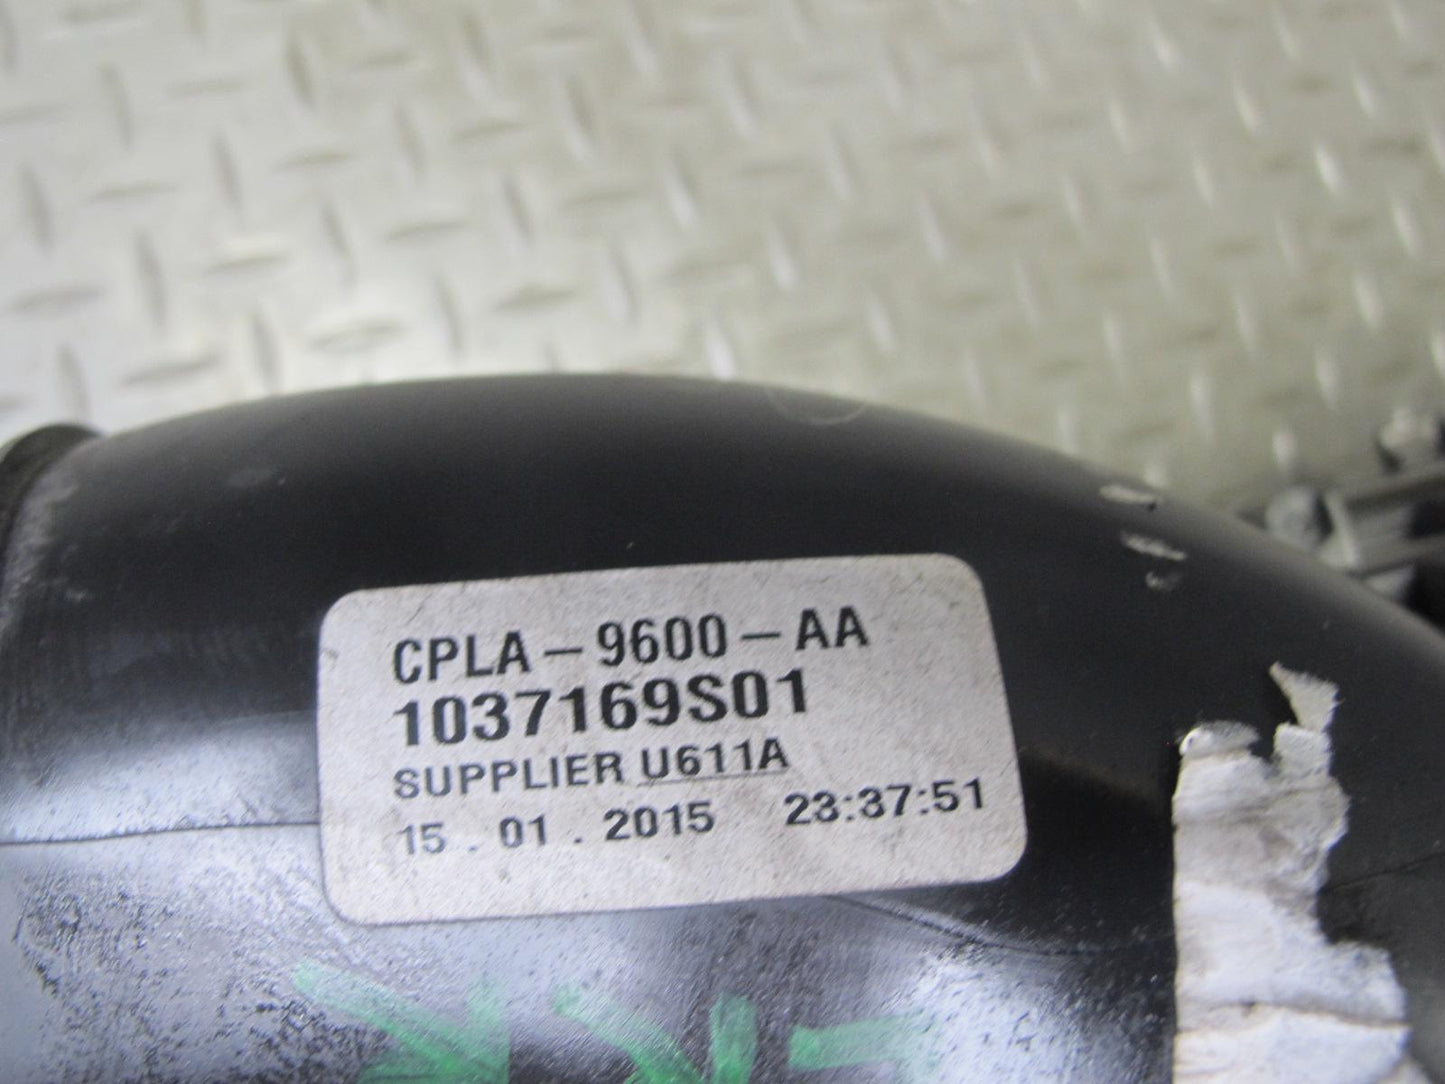 CPLA-9600-AA
1037169S01
SUPPLIER U611A
15.01.2015 23:37:51